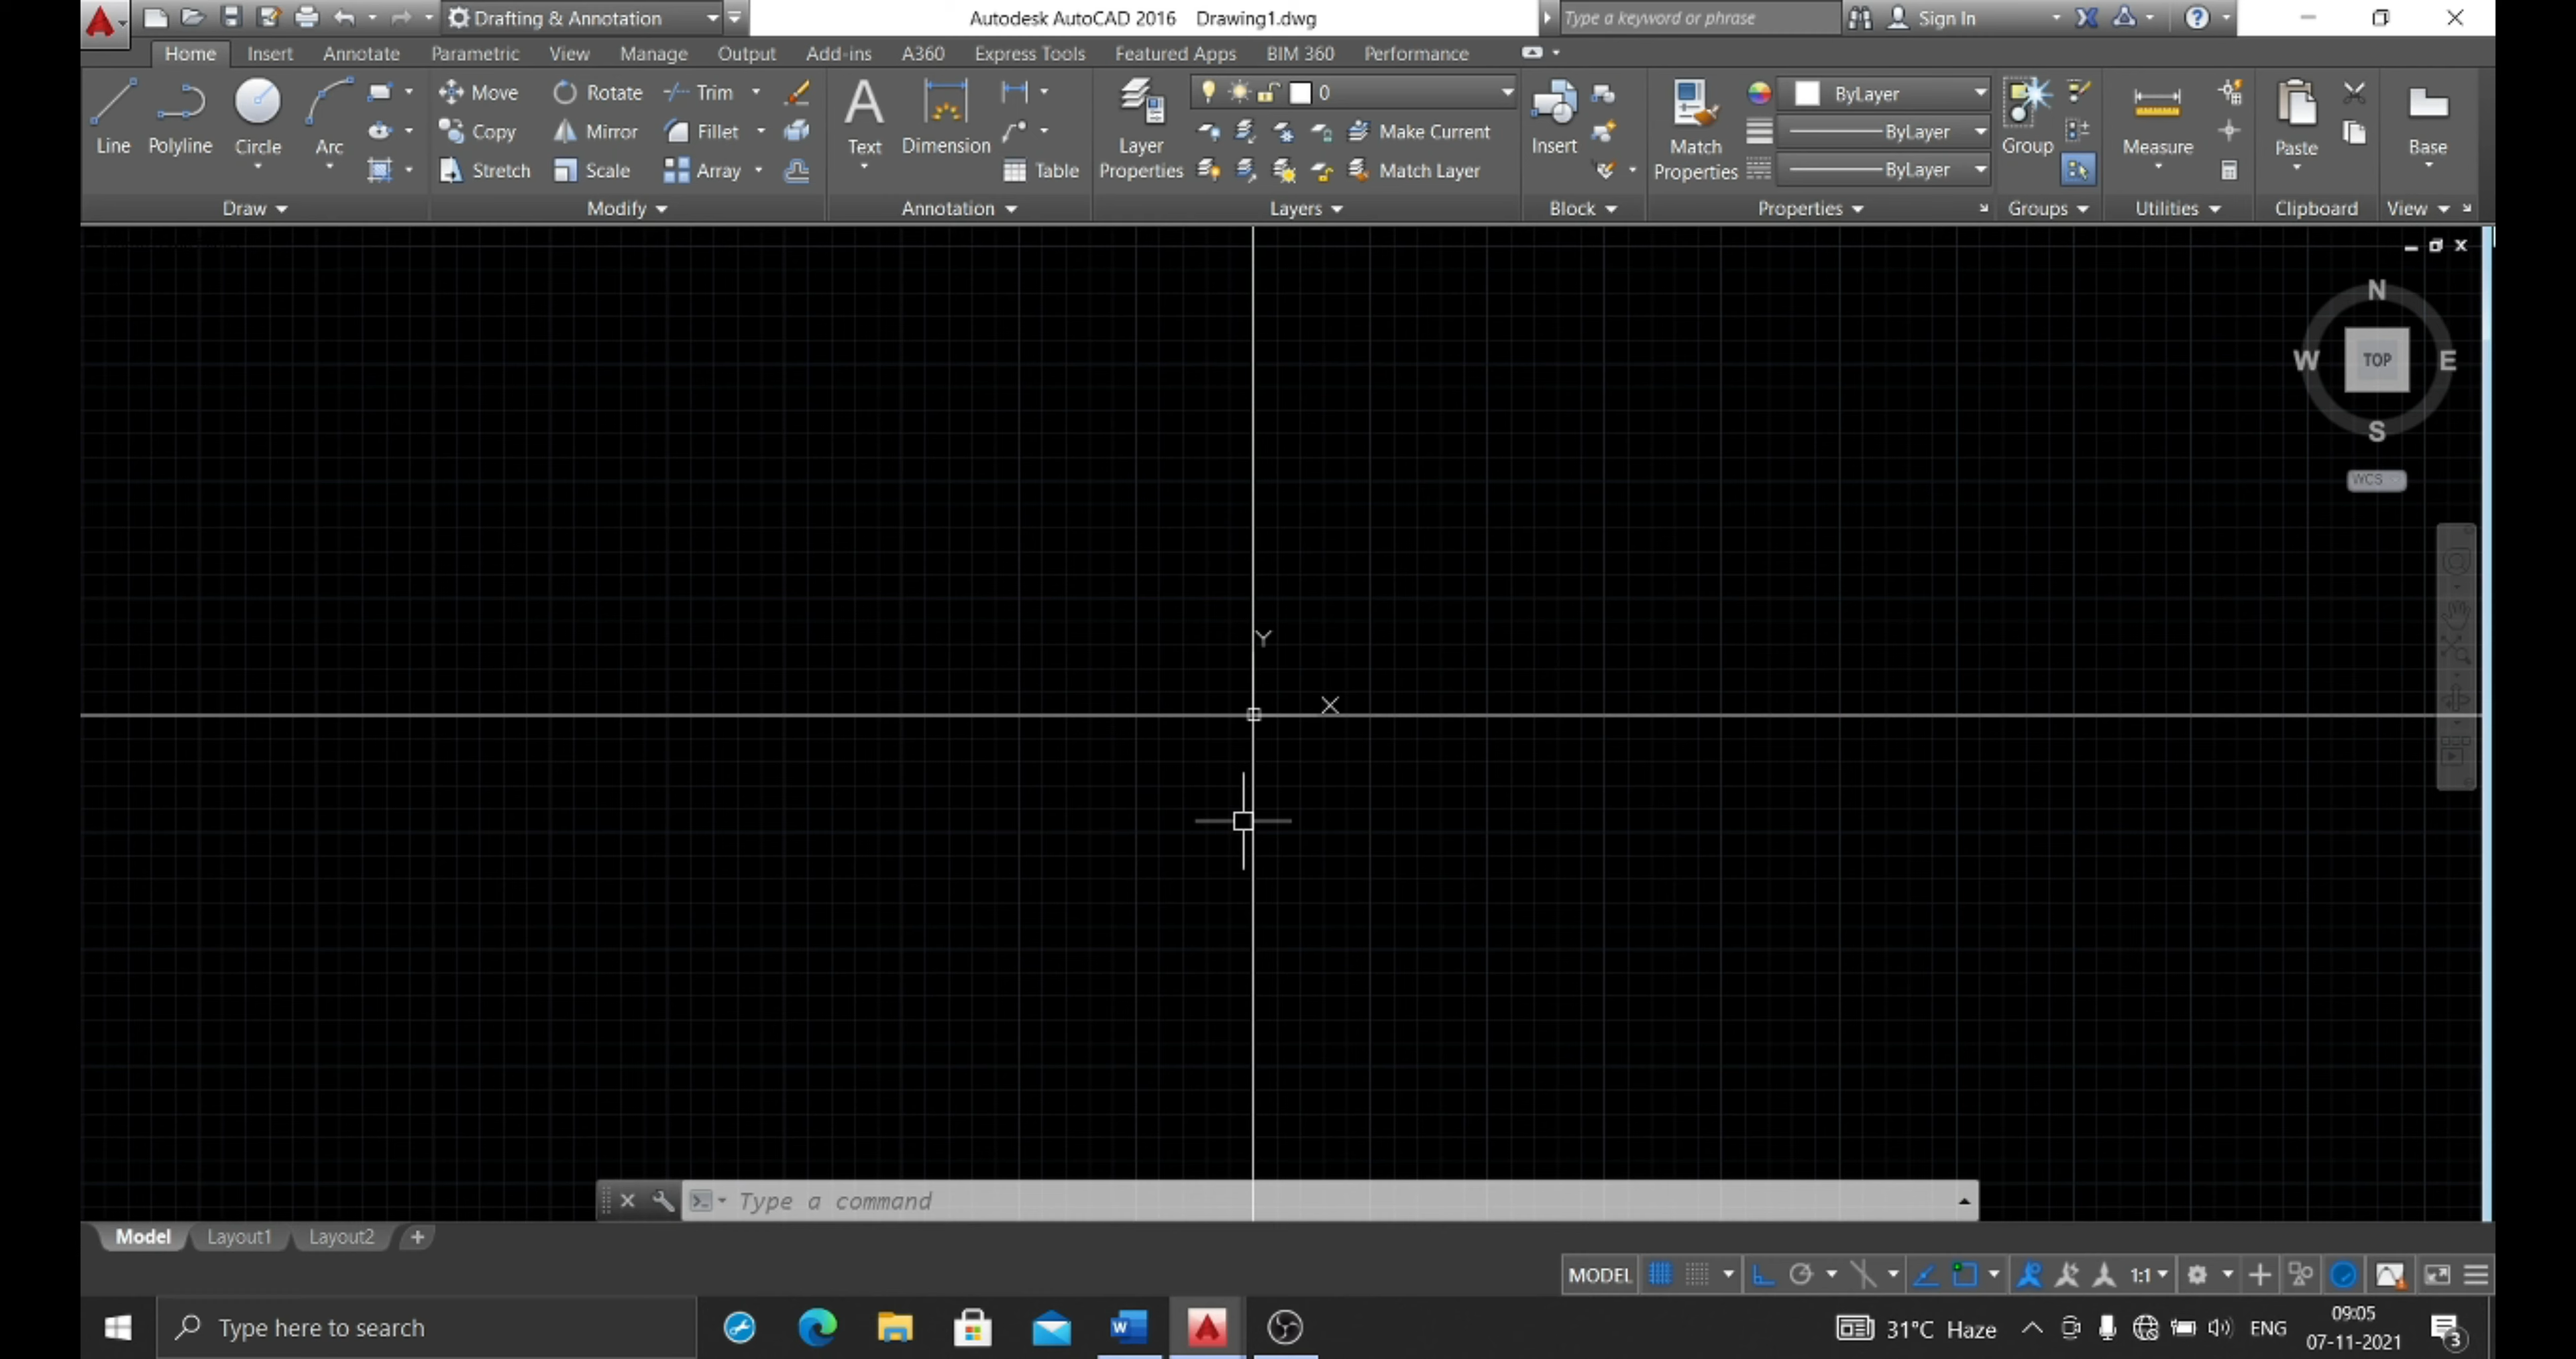 Drafting & Annotation Autodesk AutoCAD 2016 Drawing1.dwg Type a keyword or phrase Sign In
Home Insert Annotate Parametric View Manage Output Add-ins A360 Express Tools Featured Apps BIM 360 Performance
Line Polyline Circle Arc
Move Rotate Trim
Copy Mirror Fillet
Stretch Scale Array
Text Dimension
Table
Layer Properties
0
Make Current
Match Layer
Insert
Match Properties
ByLayer
ByLayer
ByLayer
Group
Measure
Paste
Base
Draw Modify Annotation Layers Block Properties Groups Utilities Clipboard View
N
W TOP E
S
WCS
Y
X
Type a command
Model Layout1 Layout2
MODEL 1:1
Type here to search
31°C Haze ENG
09:05
07-11-2021
3